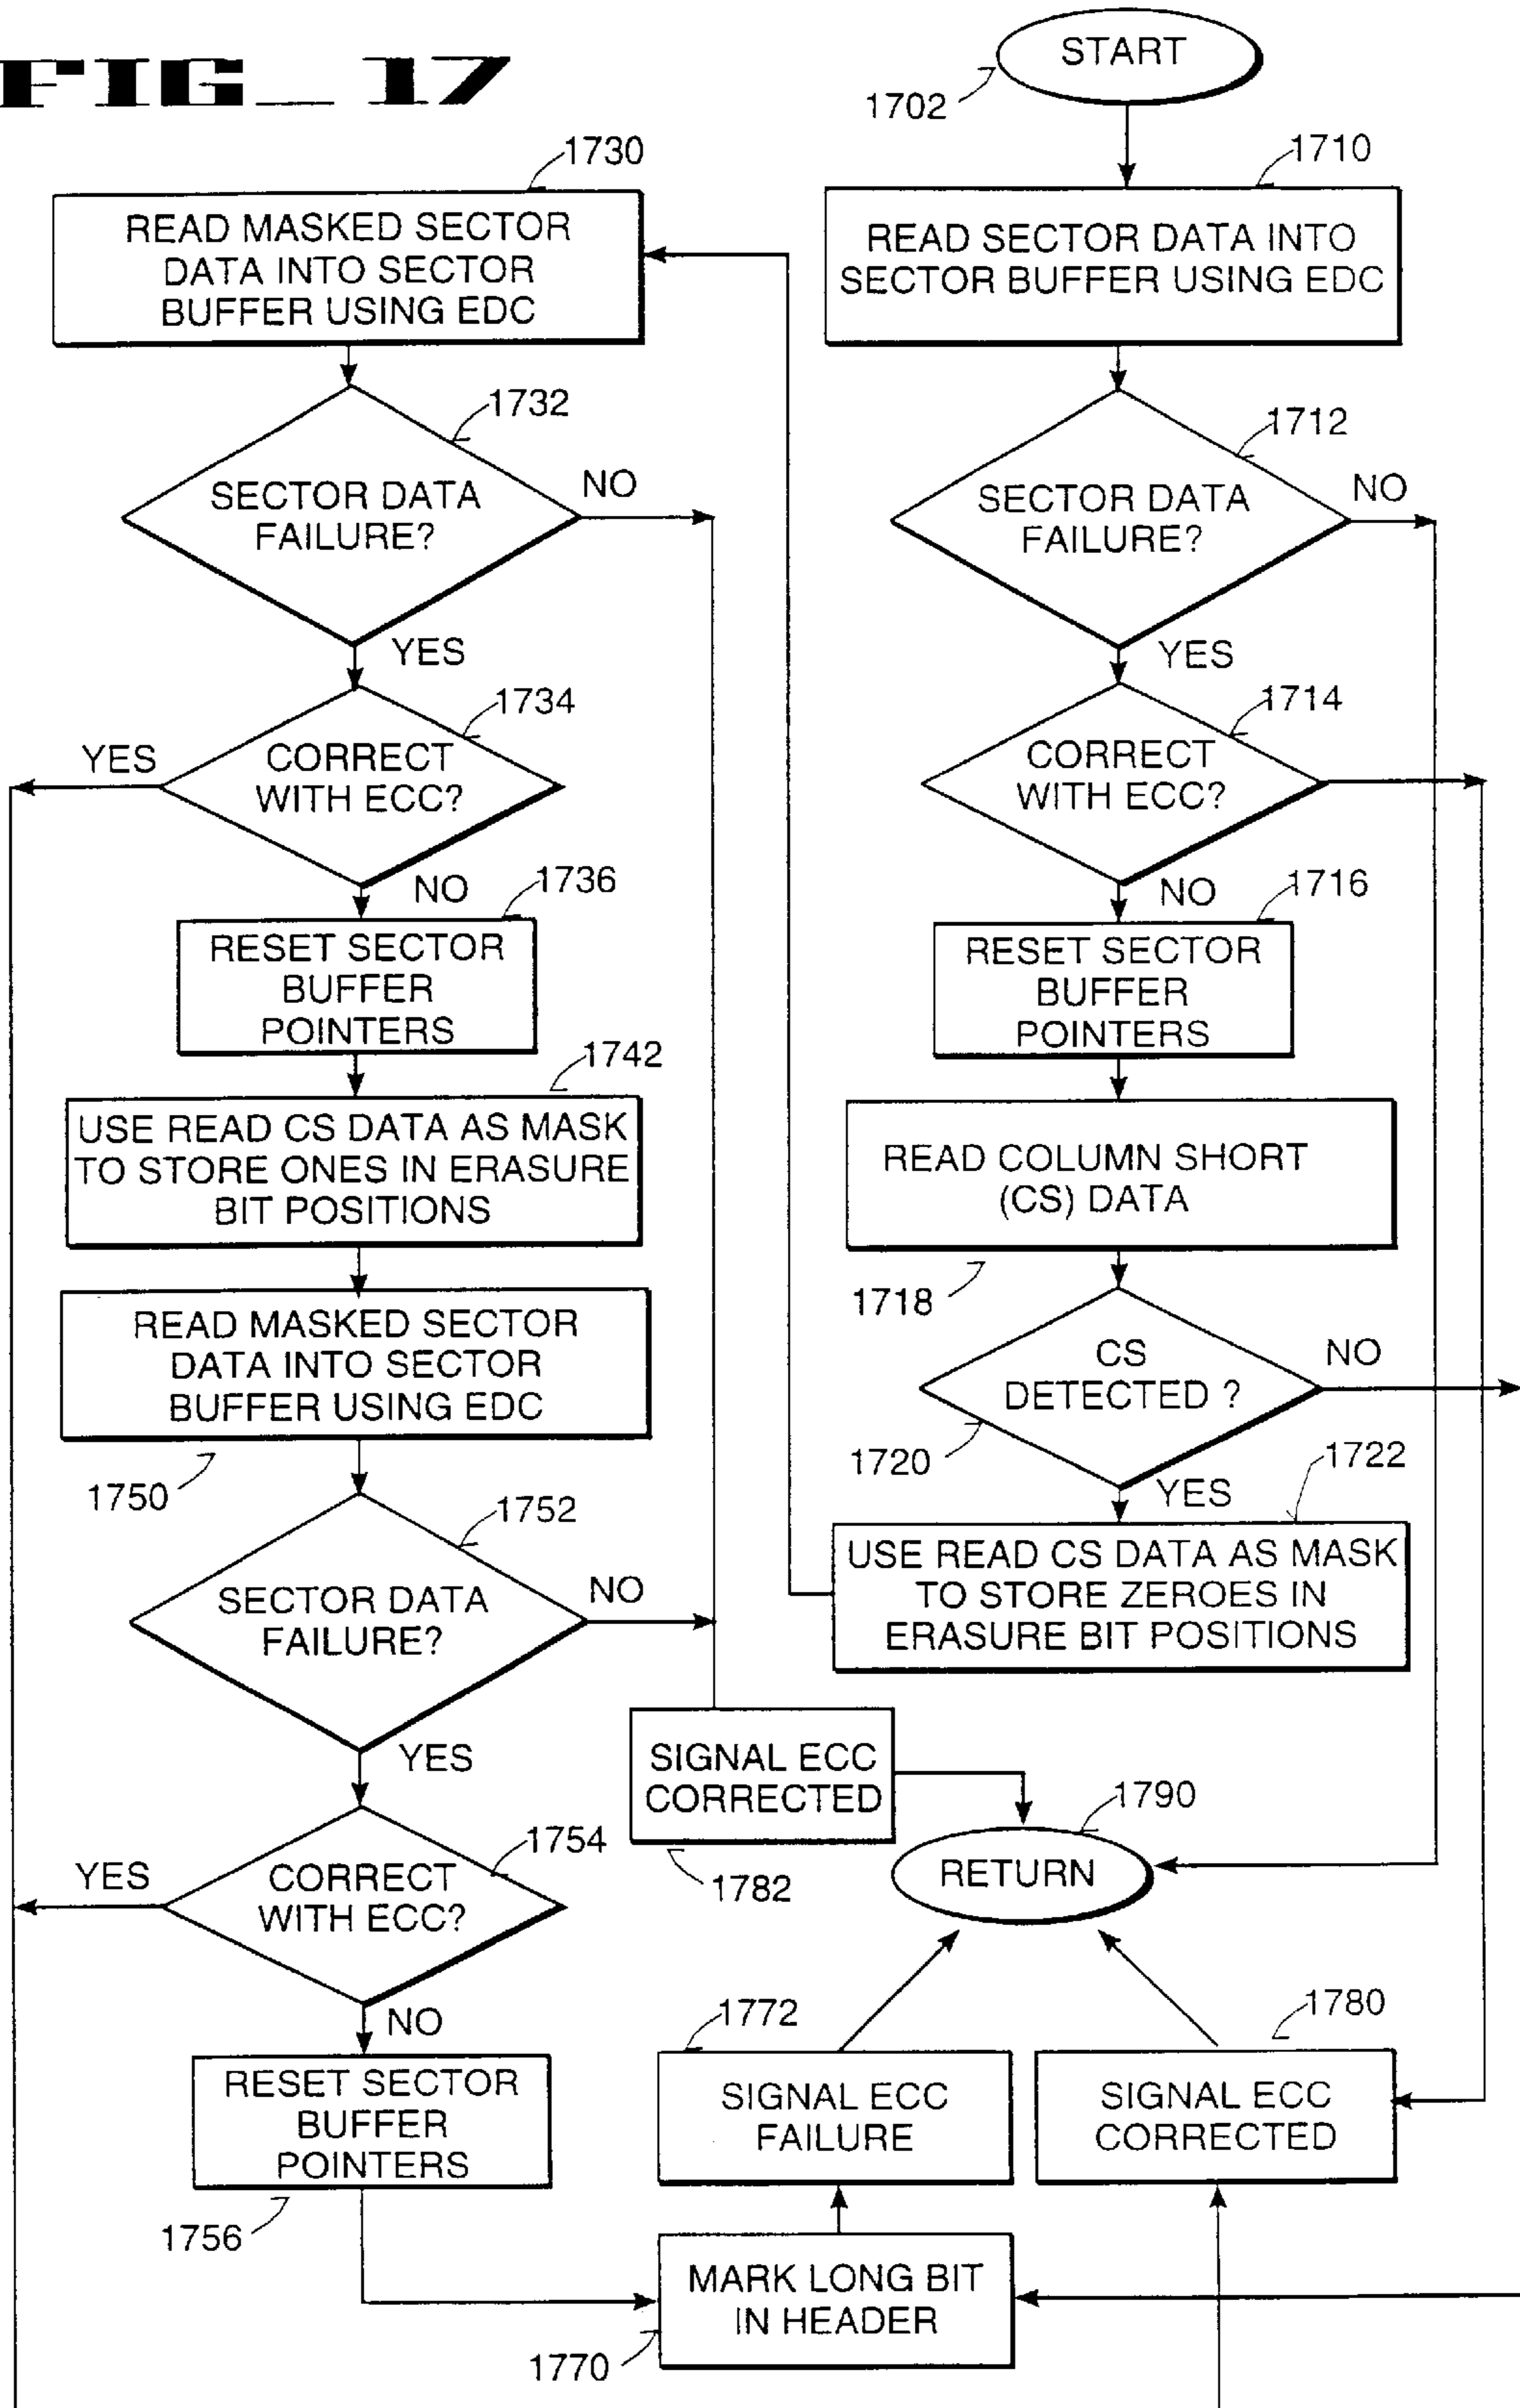 FIG_ 17
START
1702
1710
READ SECTOR DATA INTO
SECTOR BUFFER USING EDC
1712
SECTOR DATA
FAILURE?
NO
YES
1714
CORRECT
WITH ECC?
NO
1716
RESET SECTOR
BUFFER
POINTERS
READ COLUMN SHORT
(CS) DATA
1718
CS
DETECTED ?
NO
1720
YES
1722
USE READ CS DATA AS MASK
TO STORE ZEROES IN
ERASURE BIT POSITIONS
1730
READ MASKED SECTOR
DATA INTO SECTOR
BUFFER USING EDC
1732
SECTOR DATA
FAILURE?
NO
YES
1734
CORRECT
WITH ECC?
YES
NO
1736
RESET SECTOR
BUFFER
POINTERS
1742
USE READ CS DATA AS MASK
TO STORE ONES IN ERASURE
BIT POSITIONS
READ MASKED SECTOR
DATA INTO SECTOR
BUFFER USING EDC
1750
1752
SECTOR DATA
FAILURE?
NO
YES
1754
CORRECT
WITH ECC?
YES
NO
RESET SECTOR
BUFFER
POINTERS
1756
SIGNAL ECC
CORRECTED
1782
1790
RETURN
1772
SIGNAL ECC
FAILURE
1780
SIGNAL ECC
CORRECTED
MARK LONG BIT
IN HEADER
1770